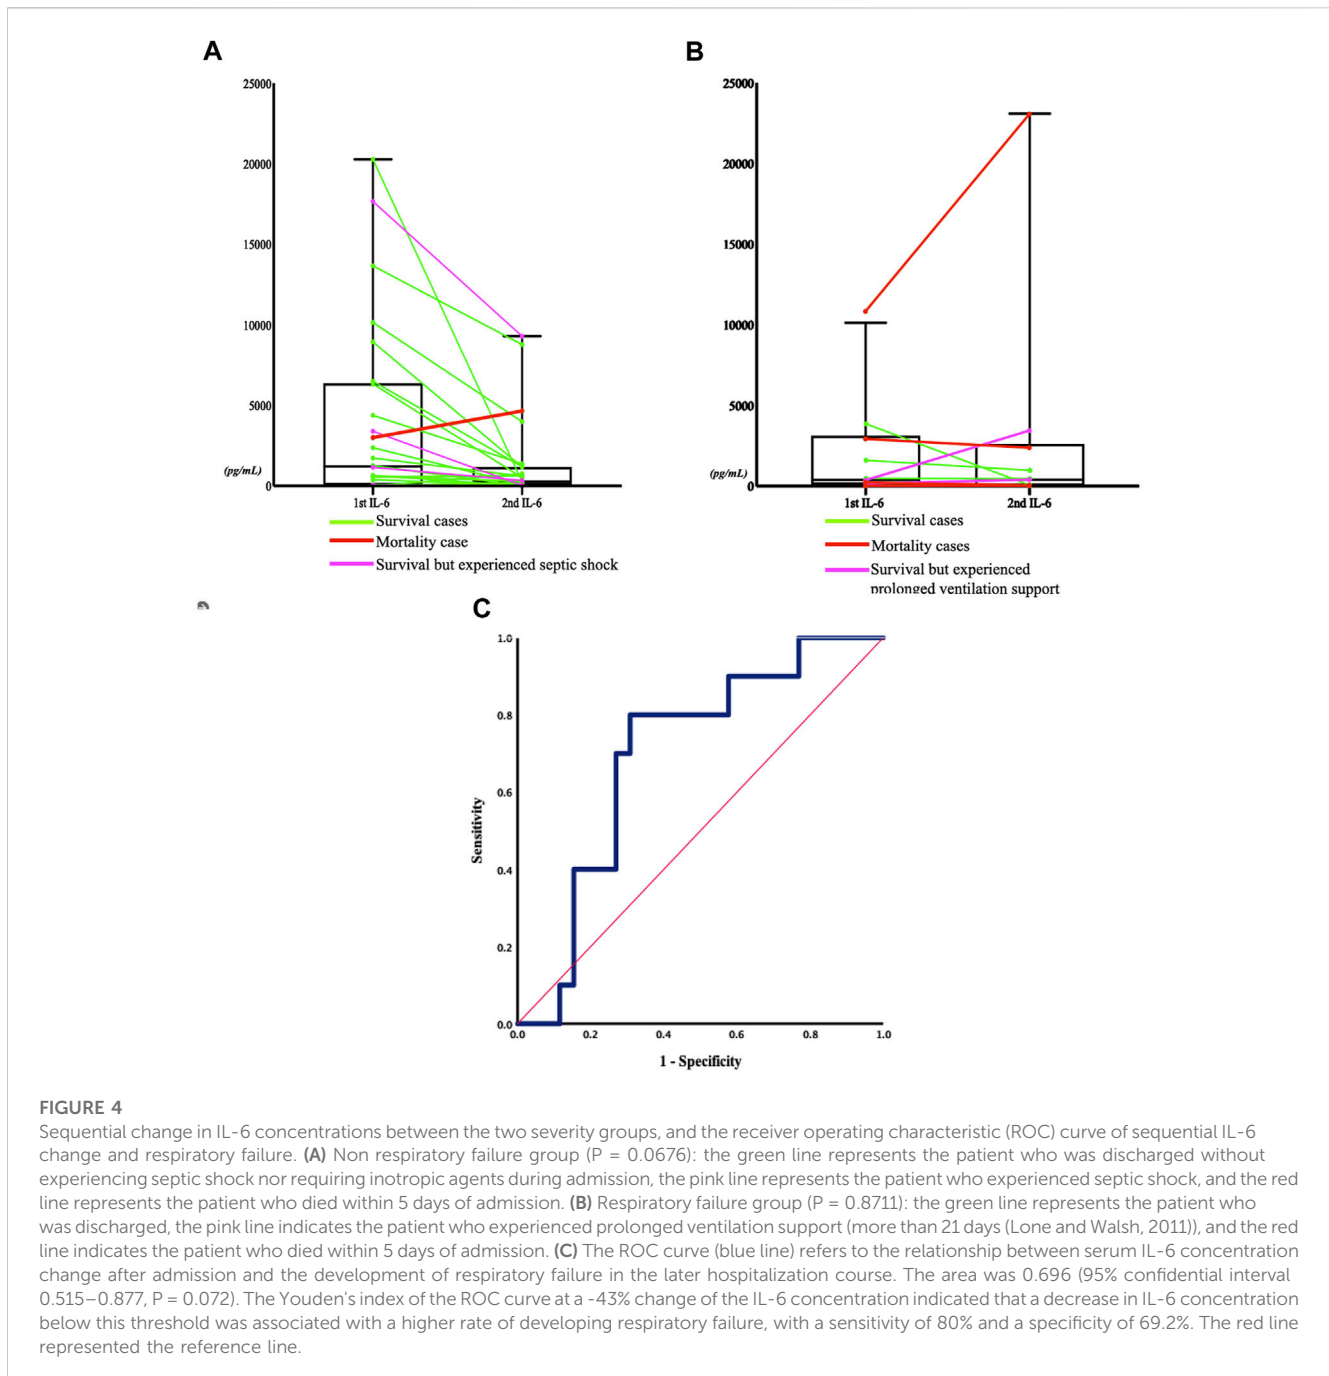 A
B
25000
20000
15000
10000
5000
(pg/mL)
0
1st IL-6
2nd IL-6
Survival cases
Mortality case
Survival but experienced septic shock
25000
20000
15000
10000
5000
(pg/mL)
0
1st IL-6
2nd IL-6
Survival cases
Mortality cases
Survival but experienced
prolonged ventilation support
C
1.0
0.8
0.6
0.4
0.2
0.0
Sensitivity
0.0
0.2
0.4
0.6
0.8
1.0
1 - Specificity
FIGURE 4
Sequential change in IL-6 concentrations between the two severity groups, and the receiver operating characteristic (ROC) curve of sequential IL-6
change and respiratory failure. (A) Non respiratory failure group (P = 0.0676): the green line represents the patient who was discharged without
experiencing septic shock nor requiring inotropic agents during admission, the pink line represents the patient who experienced septic shock, and the red
line represents the patient who died within 5 days of admission. (B) Respiratory failure group (P = 0.8711): the green line represents the patient who
was discharged, the pink line indicates the patient who experienced prolonged ventilation support (more than 21 days (Lone and Walsh, 2011)), and the red
line indicates the patient who died within 5 days of admission. (C) The ROC curve (blue line) refers to the relationship between serum IL-6 concentration
change after admission and the development of respiratory failure in the later hospitalization course. The area was 0.696 (95% confidential interval
0.515–0.877, P = 0.072). The Youden's index of the ROC curve at a -43% change of the IL-6 concentration indicated that a decrease in IL-6 concentration
below this threshold was associated with a higher rate of developing respiratory failure, with a sensitivity of 80% and a specificity of 69.2%. The red line
represented the reference line.